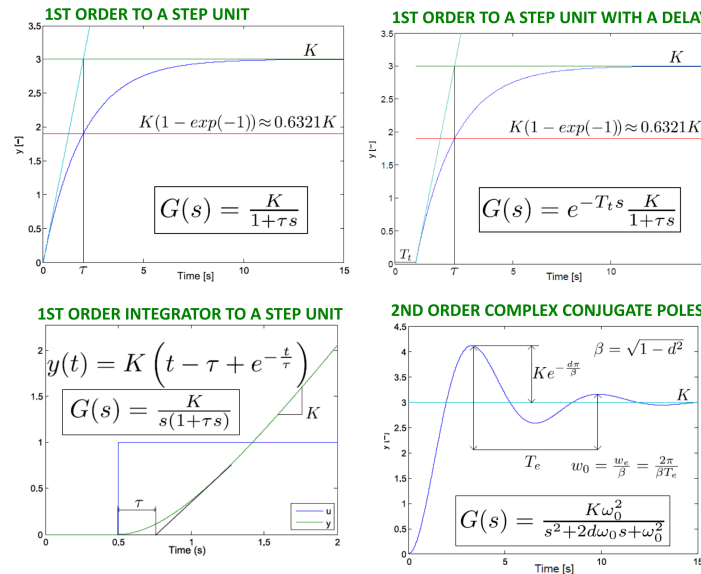 1ST ORDER TO A STEP UNIT
3.5
3
2.5
2
1.5
1
0.5
0
y [–]
K
K(1 − exp(−1)) ≈ 0.6321K
G(s) = K/(1+τs)
0
τ
5
10
15
Time [s]
1ST ORDER TO A STEP UNIT WITH A DELA
3.5
3
2.5
2
1.5
1
0.5
0
y [–]
K
K(1 − exp(−1)) ≈ 0.6321K
G(s) = e^{−T_t s} K/(1+τs)
T_t
0
τ
5
10
15
Time [s]
1ST ORDER INTEGRATOR TO A STEP UNIT
2
1.5
1
0.5
0
y(t) = K (t − τ + e^{−t/τ})
G(s) = K/(s(1+τs))
K
τ
u
y
0
0.5
1
1.5
2
Time (s)
2ND ORDER COMPLEX CONJUGATE POLES
4.5
4
3.5
3
2.5
2
1.5
1
0.5
0
y [–]
β = √(1 − d²)
Ke^{−dπ/β}
K
T_e
w_0 = w_e/β = 2π/(βT_e)
G(s) = Kω_0²/(s²+2dω_0s+ω_0²)
0
5
10
15
Time [s]